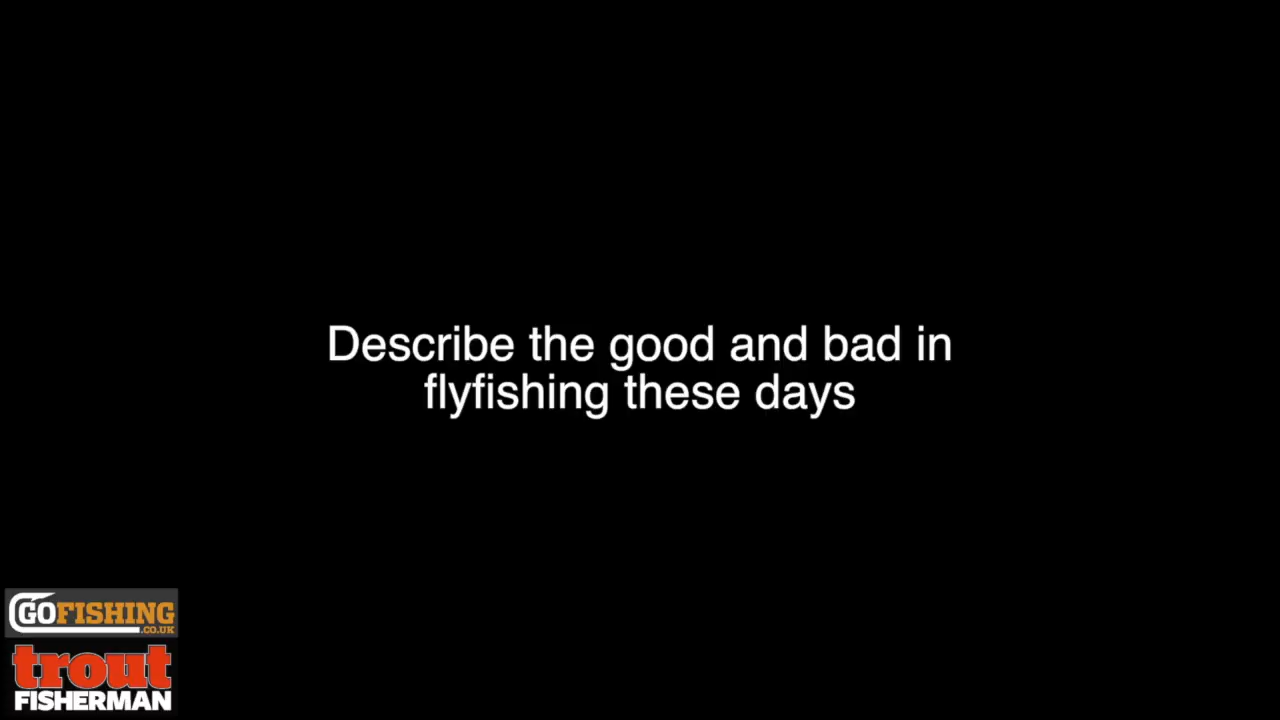 Describe the good and bad in
flyfishing these days
GOFISHING
.CO.UK
trout
FISHERMAN